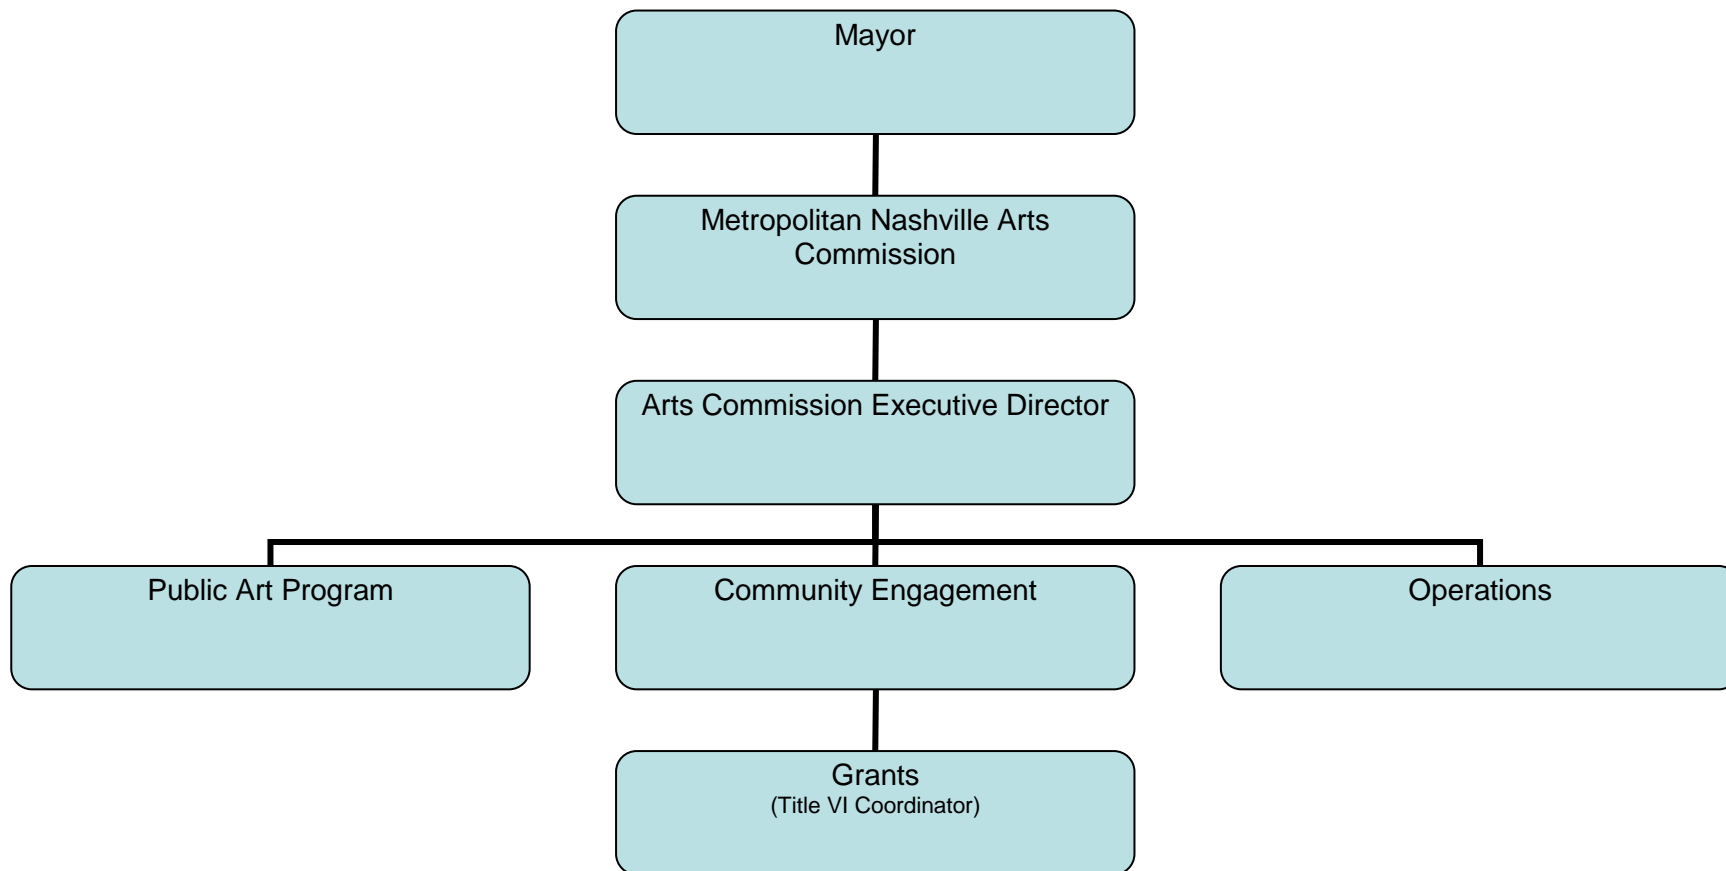 Mayor
Metropolitan Nashville Arts
Commission
Arts Commission Executive Director
Public Art Program
Community Engagement
Operations
Grants
(Title VI Coordinator)